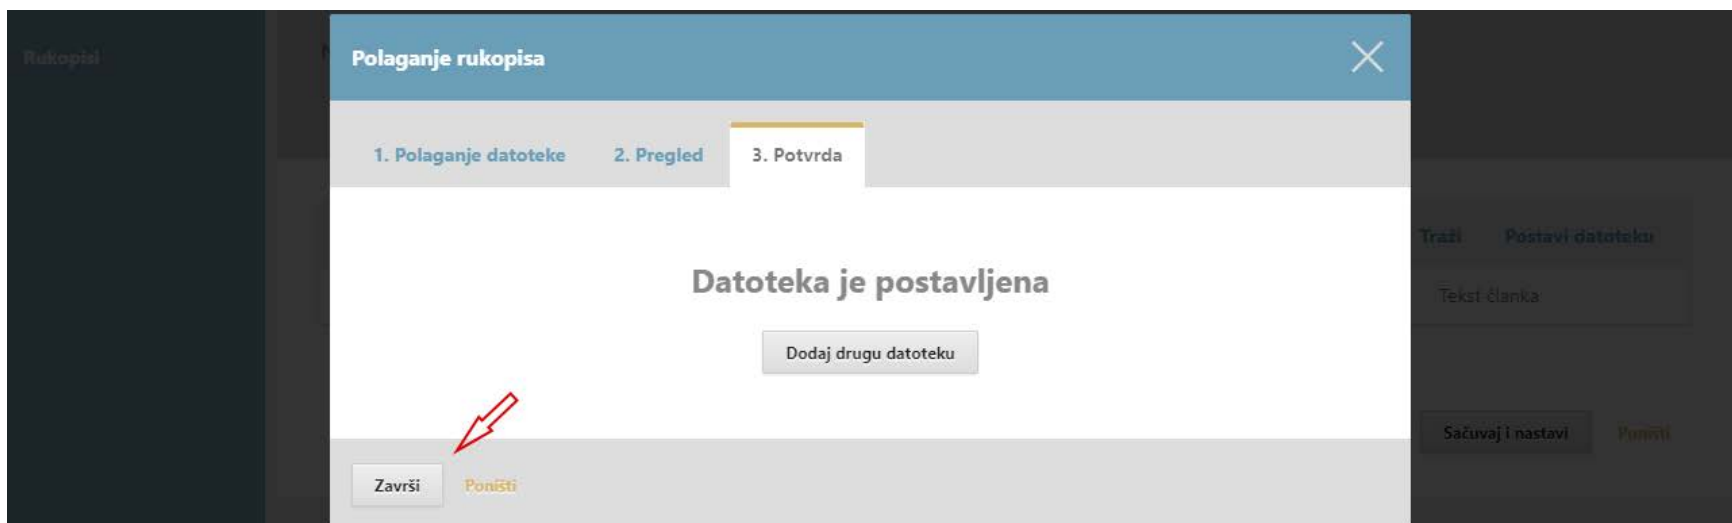 Rukopisi
Polaganje rukopisa
1. Polaganje datoteke
2. Pregled
3. Potvrda
Traži
Postavi datoteku
Datoteka je postavljena
Tekst članka
Dodaj drugu datoteku
Sačuvaj i nastavi
Poništi
Završi
Poništi